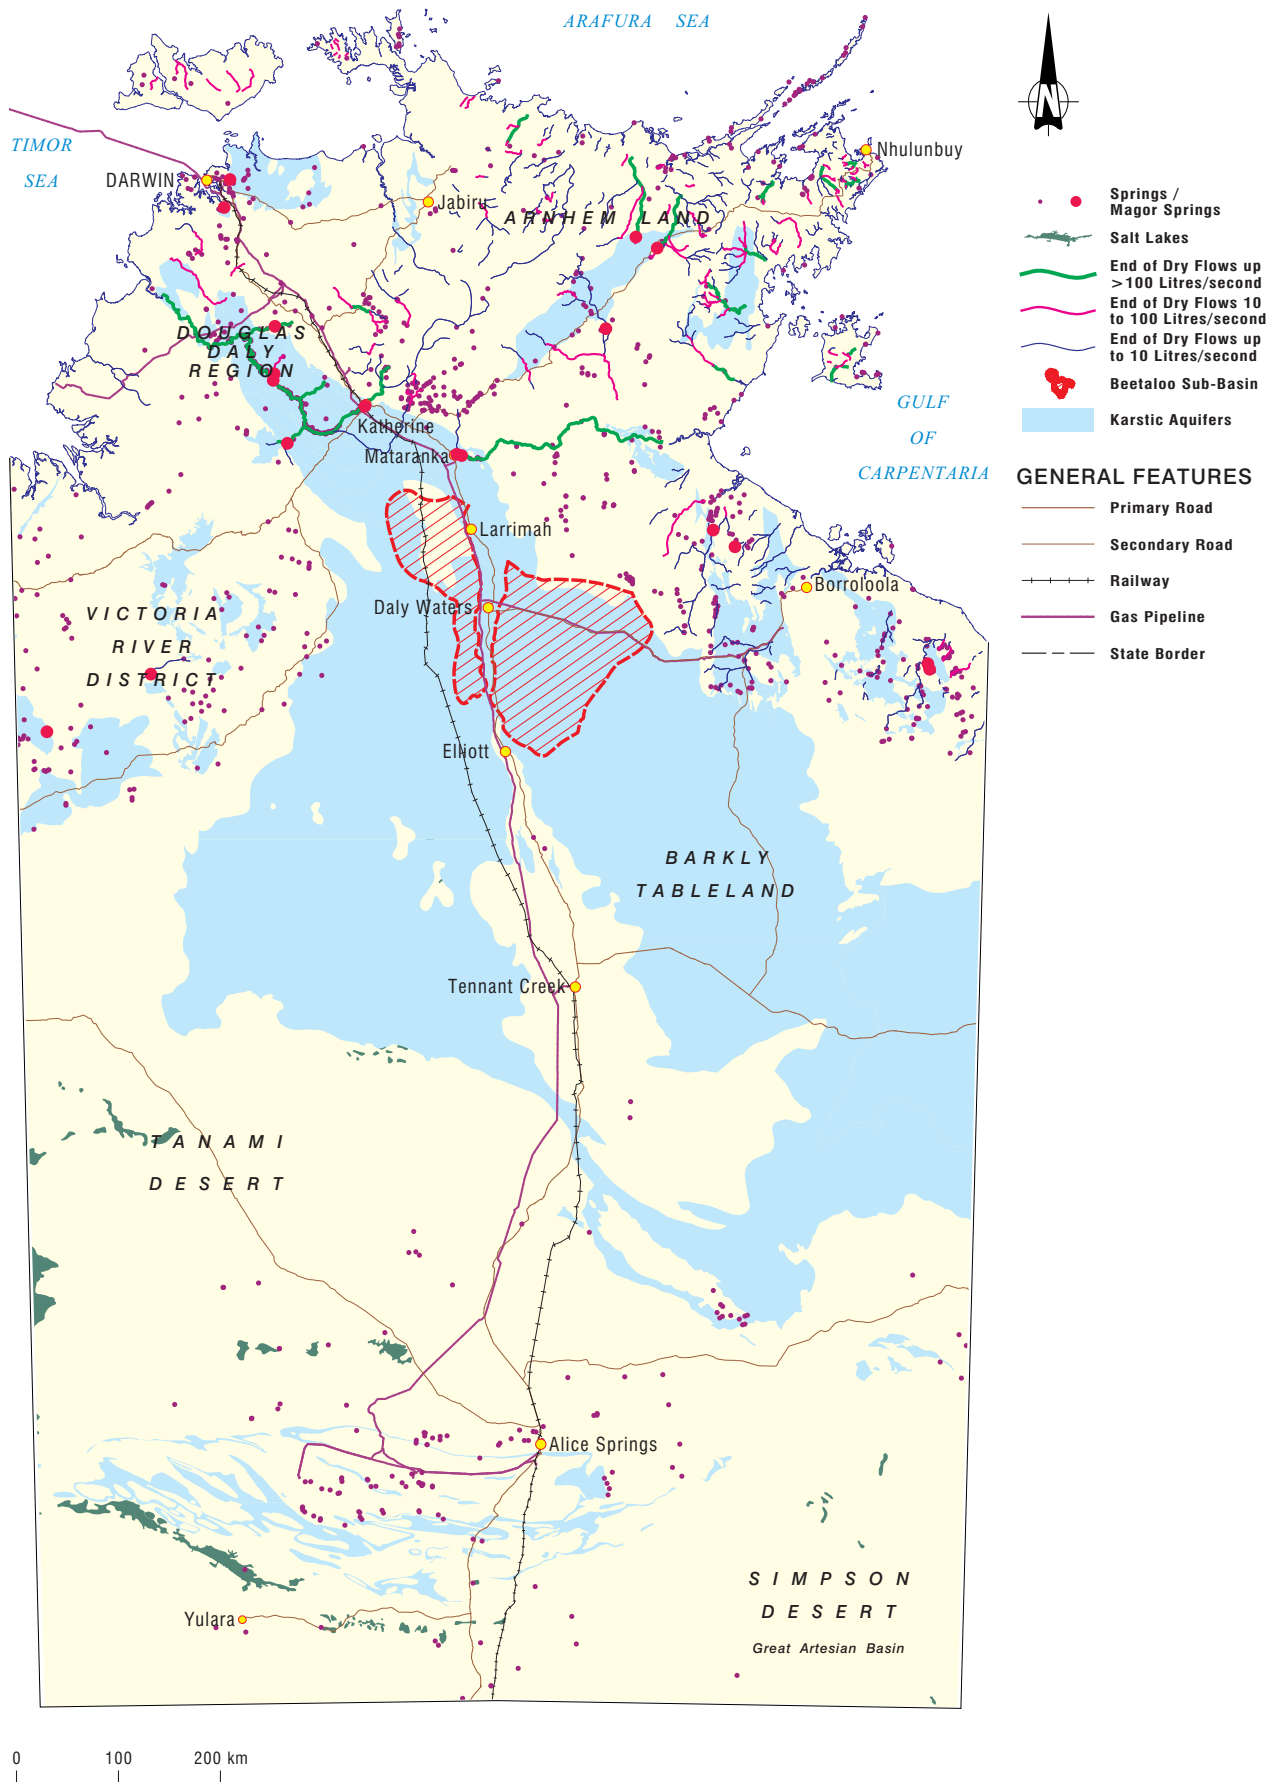 ARAFURA SEA
TIMOR
SEA
DARWIN
Jabiru
Nhulunbuy
ARNHEM LAND
DOUGLAS
DALY
REGION
GULF
OF
CARPENTARIA
Katherine
Mataranka
Larrimah
Daly Waters
Borroloola
VICTORIA
RIVER
DISTRICT
Elliott
BARKLY
TABLELAND
Tennant Creek
TANAMI
DESERT
Alice Springs
SIMPSON
DESERT
Great Artesian Basin
Yulara
0 100 200 km
N
Springs /
Magor Springs
Salt Lakes
End of Dry Flows up
>100 Litres/second
End of Dry Flows 10
to 100 Litres/second
End of Dry Flows up
to 10 Litres/second
Beetaloo Sub-Basin
Karstic Aquifers
GENERAL FEATURES
Primary Road
Secondary Road
Railway
Gas Pipeline
State Border